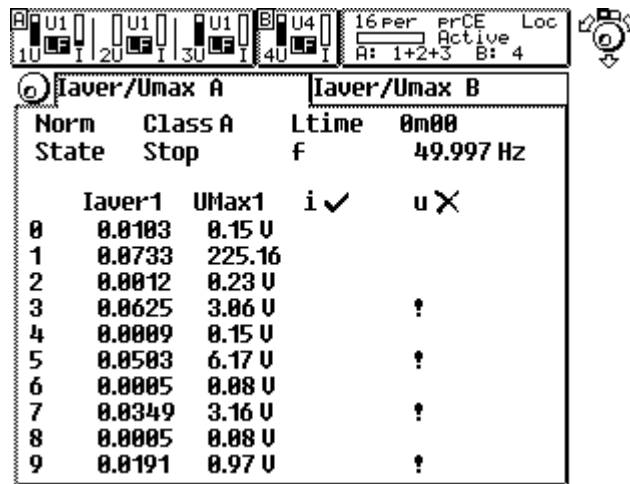 A U1 U1 U1 B U4 16 per prCE Loc
LF LF LF LF Active
1U I 2U I 3U I 4U I A: 1+2+3 B: 4
Iaver/Umax A Iaver/Umax B
Norm Class A Ltime 0m00
State Stop f 49.997 Hz
Iaver1 UMax1 i ✓ u ✕
0 0.0103 0.15 V
1 0.0733 225.16
2 0.0012 0.23 V
3 0.0625 3.06 V !
4 0.0009 0.15 V
5 0.0503 6.17 V !
6 0.0005 0.08 V
7 0.0349 3.16 V !
8 0.0005 0.08 V
9 0.0191 0.97 V !